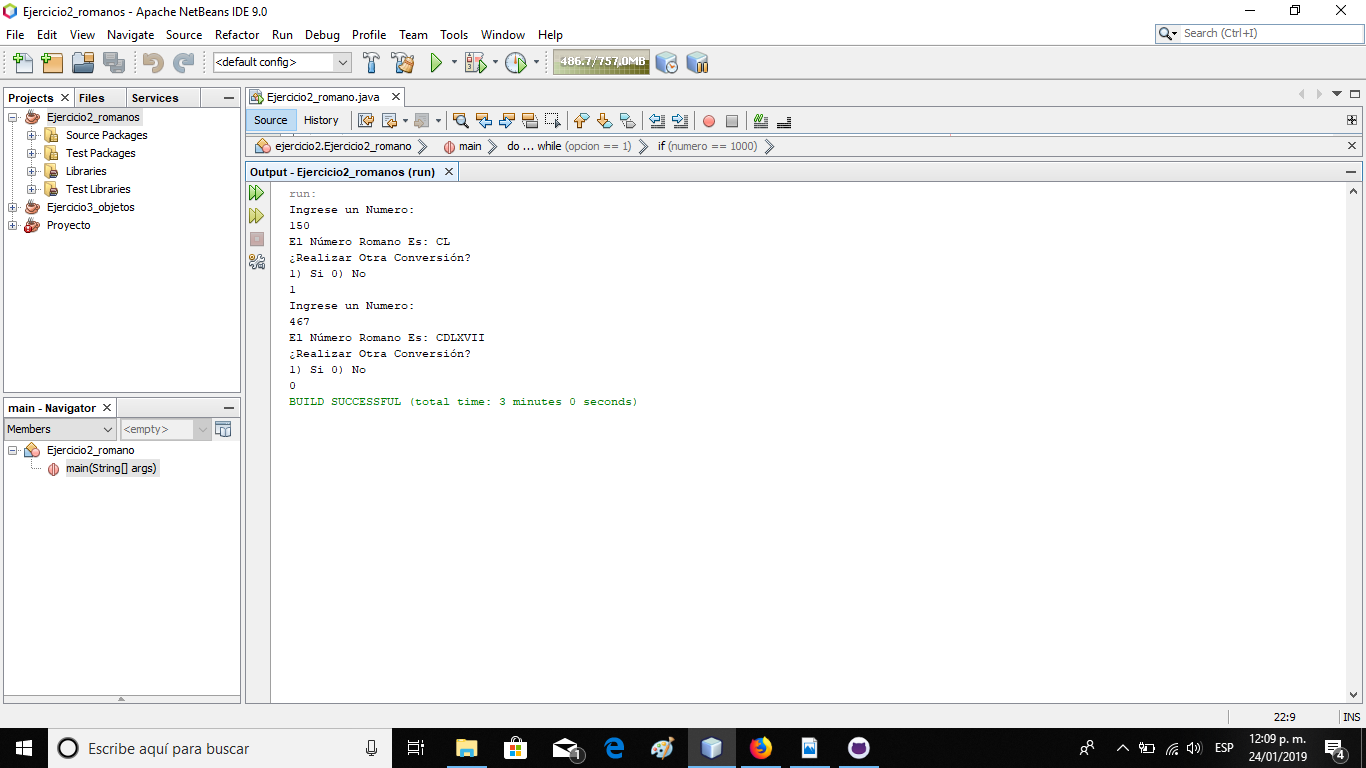 Ejercicio2_romanos - Apache NetBeans IDE 9.0
File Edit View Navigate Source Refactor Run Debug Profile Team Tools Window Help
Search (Ctrl+I)
<default config>
486.7/757.0MB
Projects Files Services
Ejercicio2_romanos
Source Packages
Test Packages
Libraries
Test Libraries
Ejercicio3_objetos
Proyecto
main - Navigator
Members <empty>
Ejercicio2_romano
main(String[] args)
Ejercicio2_romano.java
Source History
ejercicio2.Ejercicio2_romano main do ... while (opcion == 1) if (numero == 1000)
Output - Ejercicio2_romanos (run)
run:
Ingrese un Numero:
150
El Número Romano Es: CL
¿Realizar Otra Conversión?
1) Si 0) No
1
Ingrese un Numero:
467
El Número Romano Es: CDLXVII
¿Realizar Otra Conversión?
1) Si 0) No
0
BUILD SUCCESSFUL (total time: 3 minutes 0 seconds)
22:9 INS
Escribe aquí para buscar
1
ESP
12:09 p. m.
24/01/2019
4